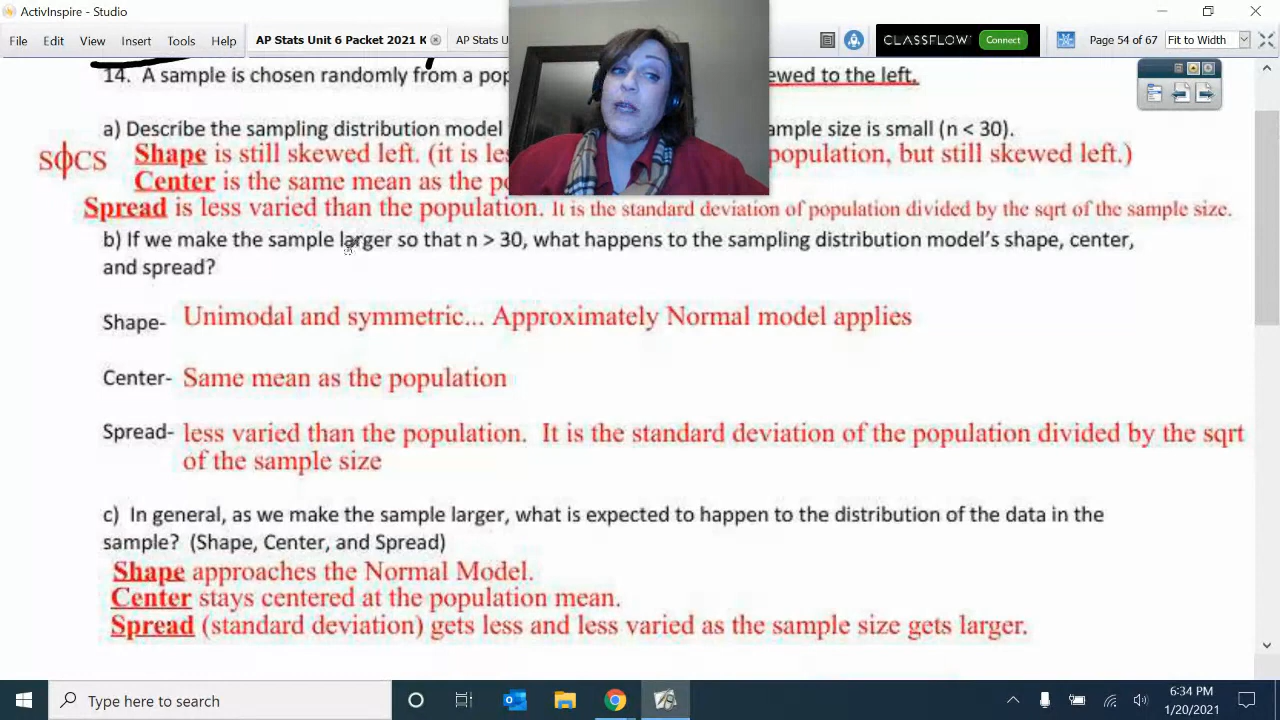 ActivInspire - Studio
File Edit View Insert Tools Help AP Stats Unit 6 Packet 2021 K AP Stats U CLASSFLOW Connect Page 54 of 67 Fit to Width
14. A sample is chosen randomly from a pop ewed to the left.
a) Describe the sampling distribution model ample size is small (n < 30).
SϕCS Shape is still skewed left. (it is les population, but still skewed left.)
Center is the same mean as the po
Spread is less varied than the population. It is the standard deviation of population divided by the sqrt of the sample size.
b) If we make the sample larger so that n > 30, what happens to the sampling distribution model's shape, center,
and spread?
Shape- Unimodal and symmetric... Approximately Normal model applies
Center- Same mean as the population
Spread- less varied than the population. It is the standard deviation of the population divided by the sqrt
of the sample size
c) In general, as we make the sample larger, what is expected to happen to the distribution of the data in the
sample? (Shape, Center, and Spread)
Shape approaches the Normal Model.
Center stays centered at the population mean.
Spread (standard deviation) gets less and less varied as the sample size gets larger.
Type here to search
6:34 PM
1/20/2021